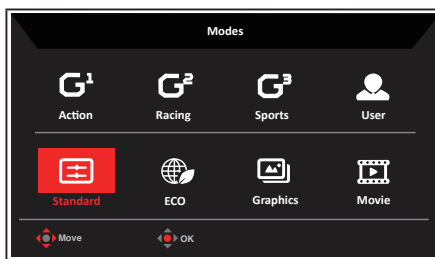 Modes
G1 G2 G3
Action Racing Sports User
Standard ECO Graphics Movie
Move OK